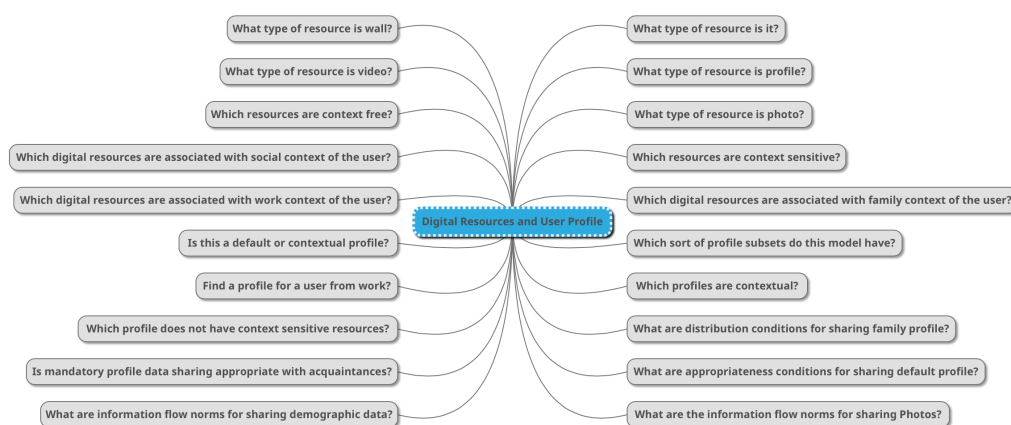 What type of resource is wall?
What type of resource is video?
Which resources are context free?
Which digital resources are associated with social context of the user?
Which digital resources are associated with work context of the user?
Is this a default or contextual profile?
Find a profile for a user from work?
Which profile does not have context sensitive resources?
Is mandatory profile data sharing appropriate with acquaintances?
What are information flow norms for sharing demographic data?
Digital Resources and User Profile
What type of resource is it?
What type of resource is profile?
What type of resource is photo?
Which resources are context sensitive?
Which digital resources are associated with family context of the user?
Which sort of profile subsets do this model have?
Which profiles are contextual?
What are distribution conditions for sharing family profile?
What are appropriateness conditions for sharing default profile?
What are the information flow norms for sharing Photos?